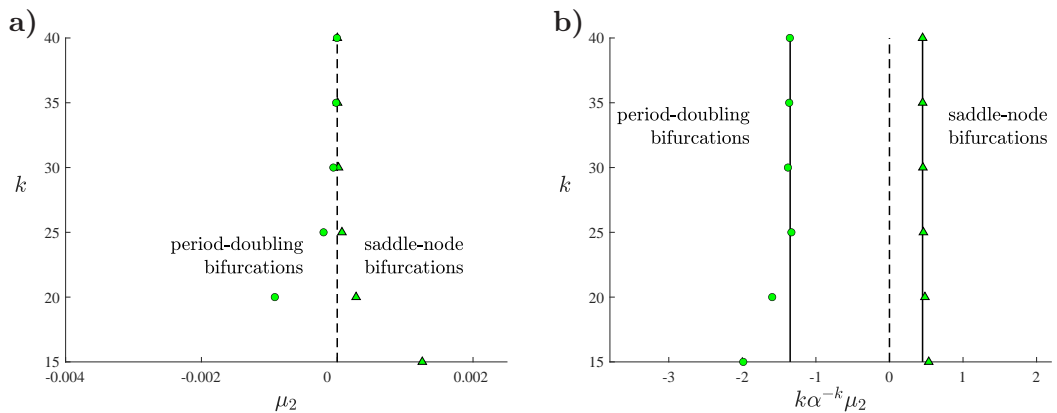 a)
40
35
30
25
20
15
k
period-doubling
bifurcations
saddle-node
bifurcations
-0.004
-0.002
0
0.002
μ₂
b)
40
35
30
25
20
15
k
period-doubling
bifurcations
saddle-node
bifurcations
-3
-2
-1
0
1
2
kα⁻ᵏμ₂